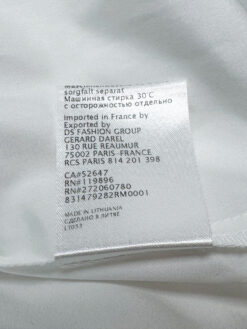 sorgfalt separat
Машинная стирка 30°C
с осторожностью отдельно
Imported in France by
Exported by
DS FASHION GROUP
GERARD DAREL
130 RUE REAUMUR
75002 PARIS-FRANCE
RCS PARIS 814 201 398
CA#52647
RN#119896
RN#272060780
831479282RM0001
MADE IN LITHUANIA
СДЕЛАНО В ЛИТВЕ